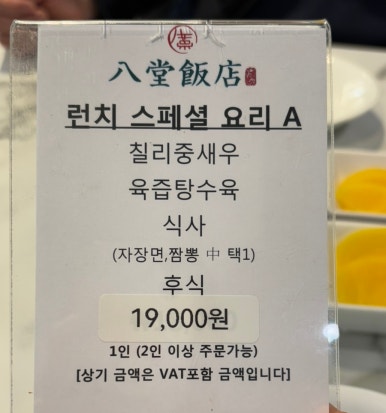 八堂飯店
런치 스페셜 요리 A
칠리중새우
육즙탕수육
식사
(자장면,짬뽕 中 택1)
후식
19,000원
1인 (2인 이상 주문가능)
[상기 금액은 VAT포함 금액입니다]